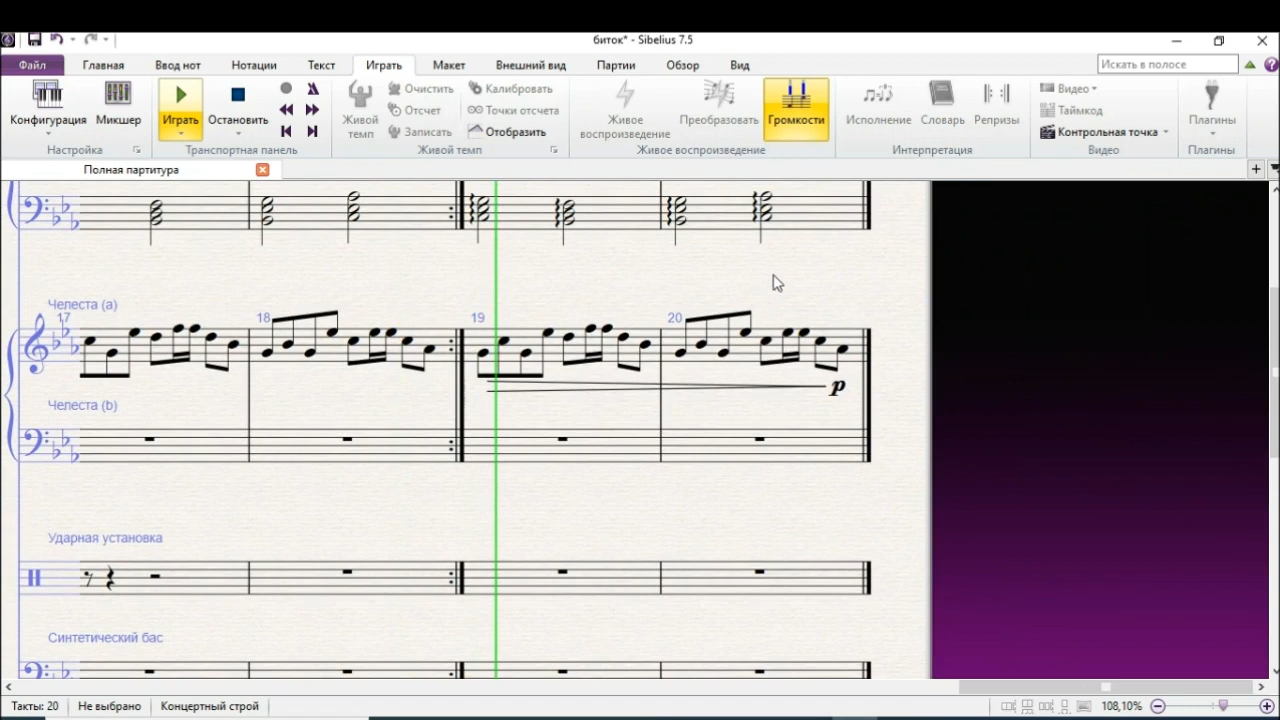 биток* - Sibelius 7.5
Файл Главная Ввод нот Нотации Текст Играть Макет Внешний вид Партии Обзор Вид Искать в полосе
Конфигурация Микшер Играть Остановить Живой темп Очистить Отсчет Записать Калибровать Точки отсчета Отобразить Живое воспроизведение Преобразовать Громкости Исполнение Словарь Репризы Видео Таймкод Контрольная точка Плагины
Настройка Транспортная панель Живой темп Живое воспроизведение Интерпретация Видео Плагины
Полная партитура
Челеста (a)
17 18 19 20
p
Челеста (b)
Ударная установка
Синтетический бас
Такты: 20 Не выбрано Концертный строй 108,10%